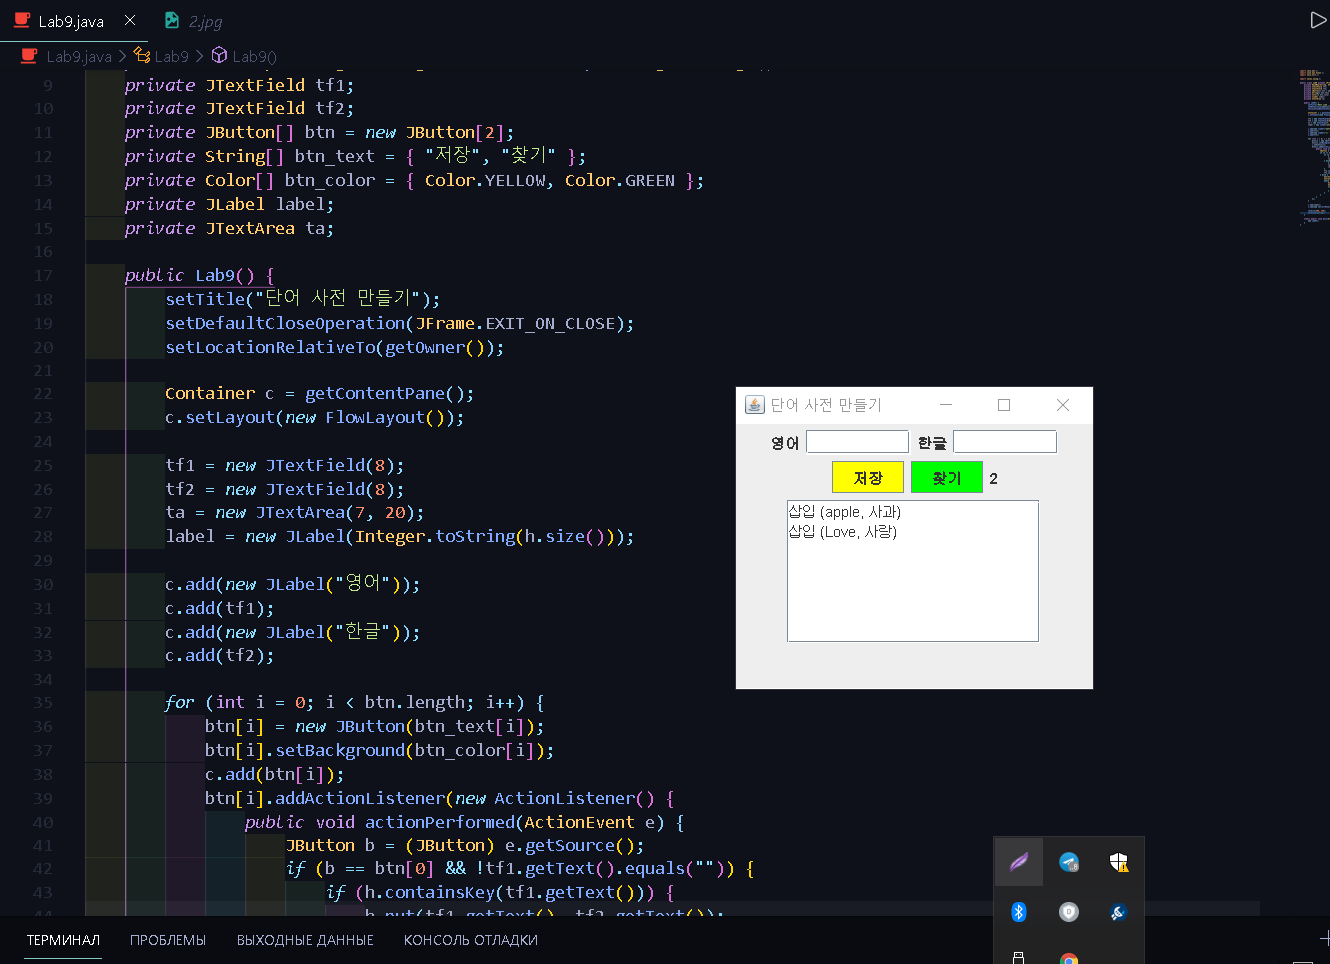 Lab9.java
2.jpg
Lab9.java > Lab9 > Lab9()
9 private JTextField tf1;
10 private JTextField tf2;
11 private JButton[] btn = new JButton[2];
12 private String[] btn_text = { "저장", "찾기" };
13 private Color[] btn_color = { Color.YELLOW, Color.GREEN };
14 private JLabel label;
15 private JTextArea ta;
16
17 public Lab9() {
18 setTitle("단어 사전 만들기");
19 setDefaultCloseOperation(JFrame.EXIT_ON_CLOSE);
20 setLocationRelativeTo(getOwner());
21
22 Container c = getContentPane();
23 c.setLayout(new FlowLayout());
24
25 tf1 = new JTextField(8);
26 tf2 = new JTextField(8);
27 ta = new JTextArea(7, 20);
28 label = new JLabel(Integer.toString(h.size()));
29
30 c.add(new JLabel("영어"));
31 c.add(tf1);
32 c.add(new JLabel("한글"));
33 c.add(tf2);
34
35 for (int i = 0; i < btn.length; i++) {
36 btn[i] = new JButton(btn_text[i]);
37 btn[i].setBackground(btn_color[i]);
38 c.add(btn[i]);
39 btn[i].addActionListener(new ActionListener() {
40 public void actionPerformed(ActionEvent e) {
41 JButton b = (JButton) e.getSource();
42 if (b == btn[0] && !tf1.getText().equals("")) {
43 if (h.containsKey(tf1.getText())) {
44 h.put(tf1.getText(), tf2.getText());
단어 사전 만들기
영어 한글
저장 찾기 2
삽입 (apple, 사과)
삽입 (Love, 사랑)
ТЕРМИНАЛ ПРОБЛЕМЫ ВЫХОДНЫЕ ДАННЫЕ КОНСОЛЬ ОТЛАДКИ